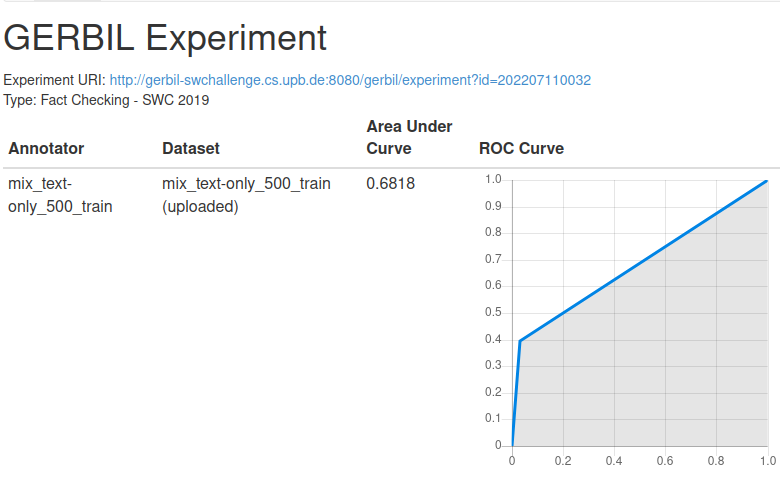 GERBIL Experiment
Experiment URI: http://gerbil-swchallenge.cs.upb.de:8080/gerbil/experiment?id=202207110032
Type: Fact Checking - SWC 2019
Annotator Dataset Area Under Curve ROC Curve
mix_text-only_500_train mix_text-only_500_train (uploaded) 0.6818
1.0
0.9
0.8
0.7
0.6
0.5
0.4
0.3
0.2
0.1
0
0 0.2 0.4 0.6 0.8 1.0